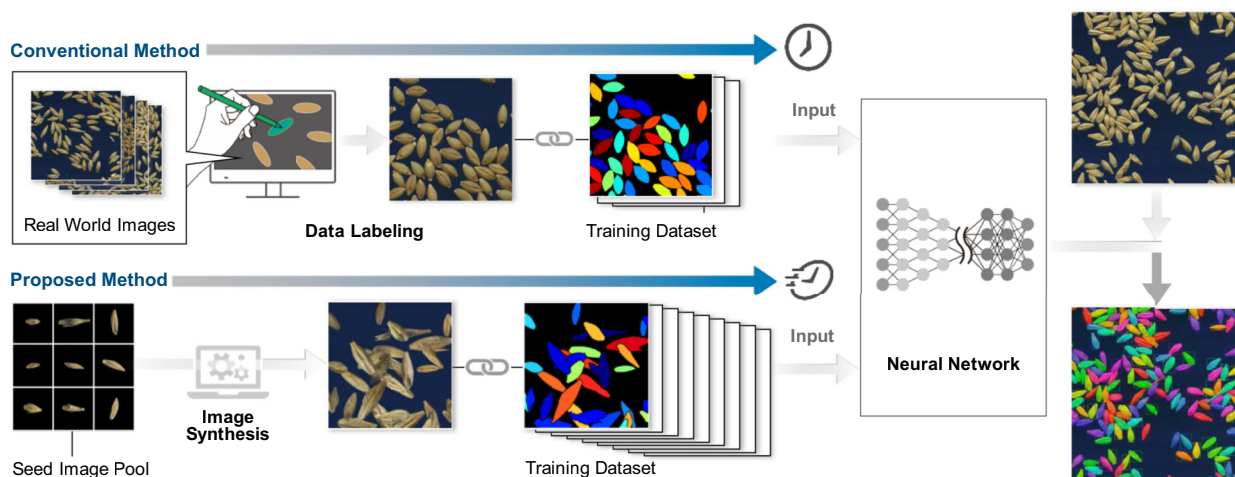 Conventional Method
Real World Images
Data Labeling
Training Dataset
Input
Proposed Method
Seed Image Pool
Image
Synthesis
Training Dataset
Input
Neural Network